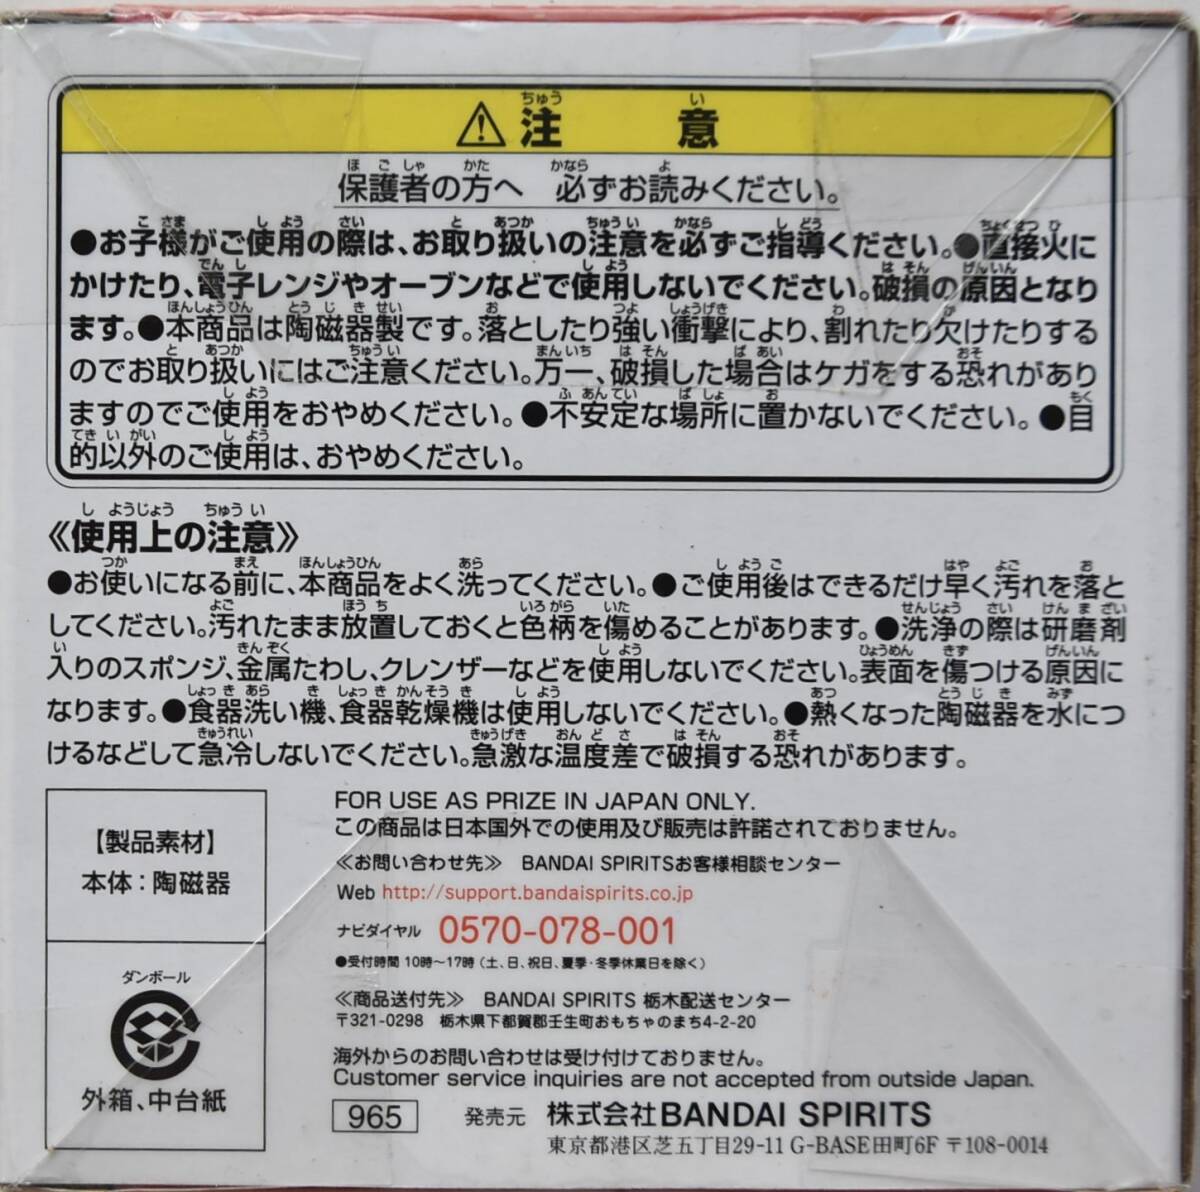 ⚠注意
保護者の方へ 必ずお読みください。
●お子様がご使用の際は、お取り扱いの注意を必ずご指導ください。●直接火に
かけたり、電子レンジやオーブンなどで使用しないでください。破損の原因となり
ます。●本商品は陶磁器製です。落としたり強い衝撃により、割れたり欠けたりする
のでお取り扱いにはご注意ください。万一、破損した場合はケガをする恐れがあり
ますのでご使用をおやめください。●不安定な場所に置かないでください。●目
的以外のご使用は、おやめください。
《使用上の注意》
●お使いになる前に、本商品をよく洗ってください。●ご使用後はできるだけ早く汚れを落と
してください。汚れたまま放置しておくと色柄を傷めることがあります。●洗浄の際は研磨剤
入りのスポンジ、金属たわし、クレンザーなどを使用しないでください。表面を傷つける原因に
なります。●食器洗い機、食器乾燥機は使用しないでください。●熱くなった陶磁器を水につ
けるなどして急冷しないでください。急激な温度差で破損する恐れがあります。
【製品素材】
本体：陶磁器
ダンボール
外箱、中台紙
FOR USE AS PRIZE IN JAPAN ONLY.
この商品は日本国外での使用及び販売は許諾されておりません。
≪お問い合わせ先≫ BANDAI SPIRITSお客様相談センター
Web http://support.bandaispirits.co.jp
ナビダイヤル 0570-078-001
●受付時間 10時～17時（土、日、祝日、夏季・冬季休業日を除く）
≪商品送付先≫ BANDAI SPIRITS 栃木配送センター
〒321-0298 栃木県下都賀郡壬生町おもちゃのまち4-2-20
海外からのお問い合わせは受け付けておりません。
Customer service inquiries are not accepted from outside Japan.
965 発売元 株式会社BANDAI SPIRITS
東京都港区芝五丁目29-11 G-BASE田町6F 〒108-0014